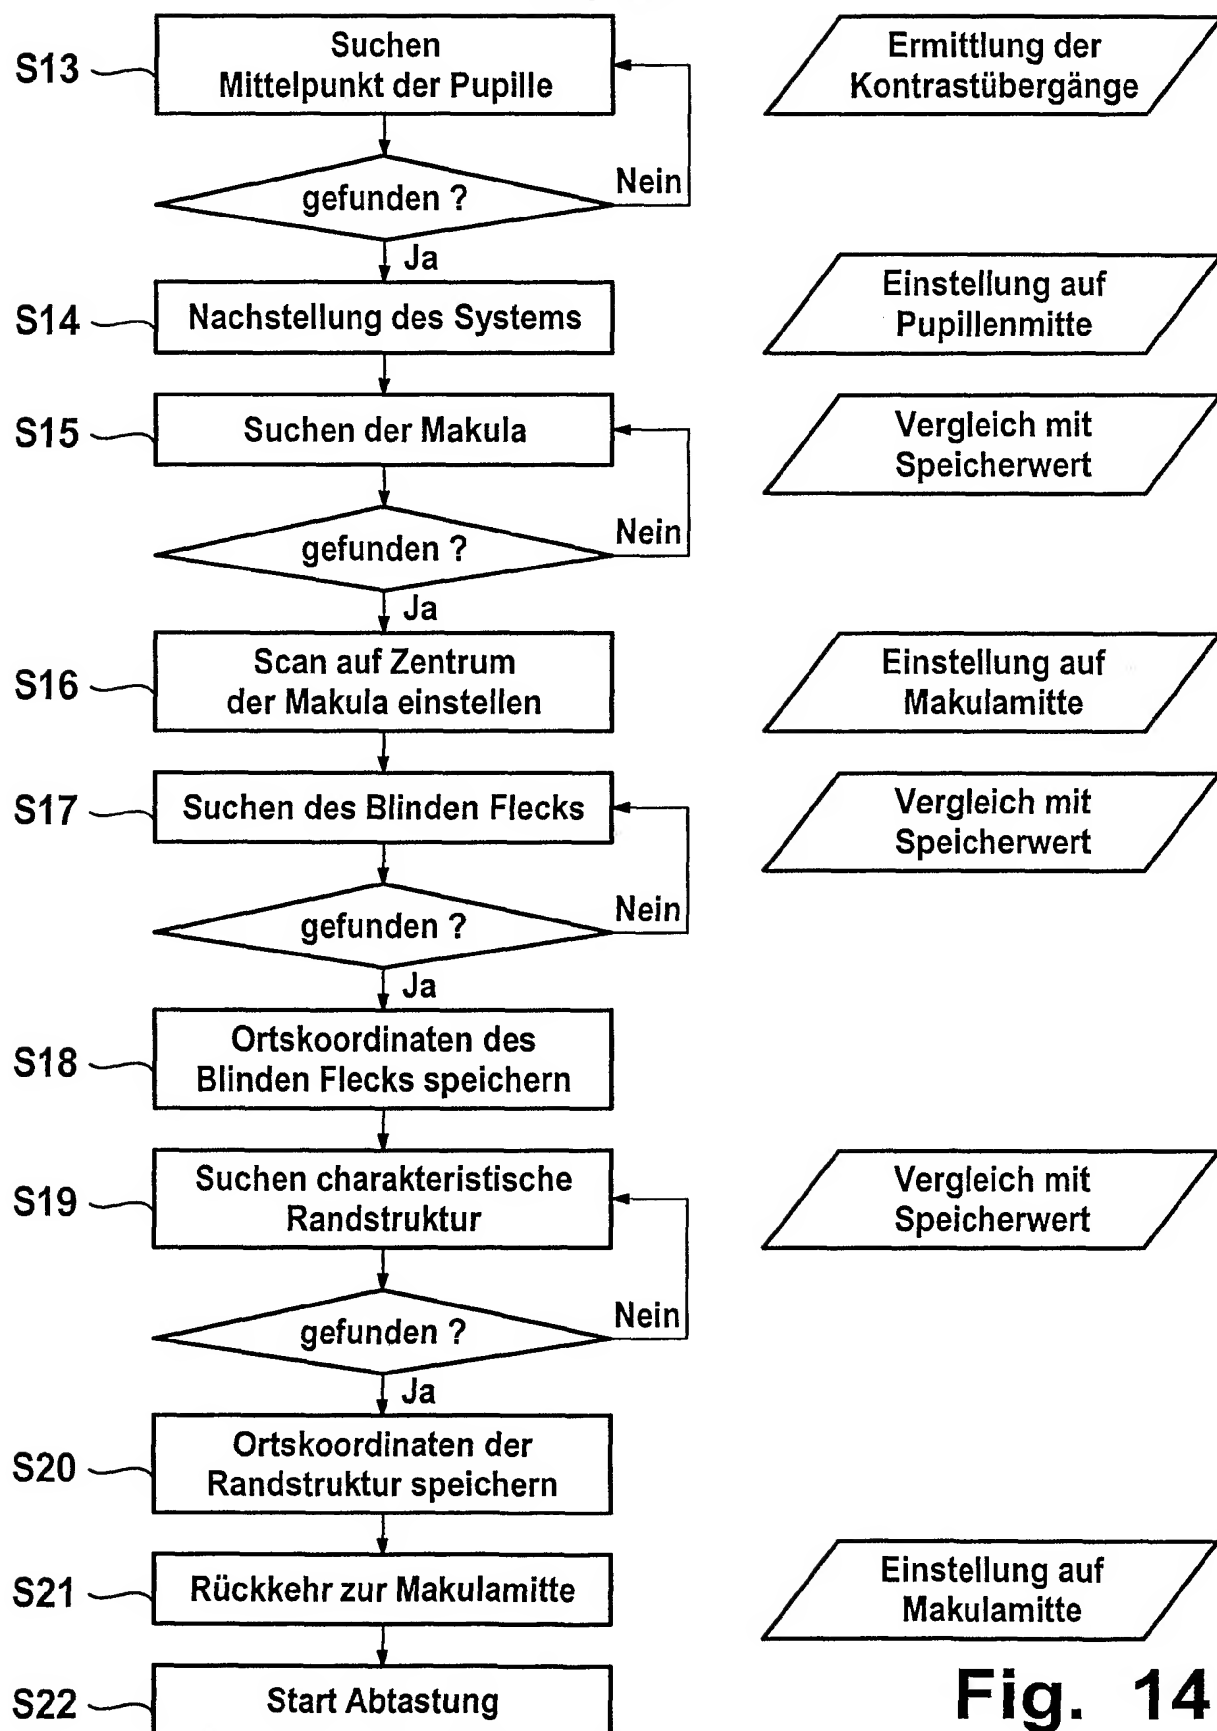 S13
Suchen
Mittelpunkt der Pupille
Ermittlung der
Kontrastübergänge
gefunden ?
Nein
Ja
S14
Nachstellung des Systems
Einstellung auf
Pupillenmitte
S15
Suchen der Makula
Vergleich mit
Speicherwert
gefunden ?
Nein
Ja
S16
Scan auf Zentrum
der Makula einstellen
Einstellung auf
Makulamitte
S17
Suchen des Blinden Flecks
Vergleich mit
Speicherwert
gefunden ?
Nein
Ja
S18
Ortskoordinaten des
Blinden Flecks speichern
S19
Suchen charakteristische
Randstruktur
Vergleich mit
Speicherwert
gefunden ?
Nein
Ja
S20
Ortskoordinaten der
Randstruktur speichern
S21
Rückkehr zur Makulamitte
Einstellung auf
Makulamitte
S22
Start Abtastung
Fig. 14